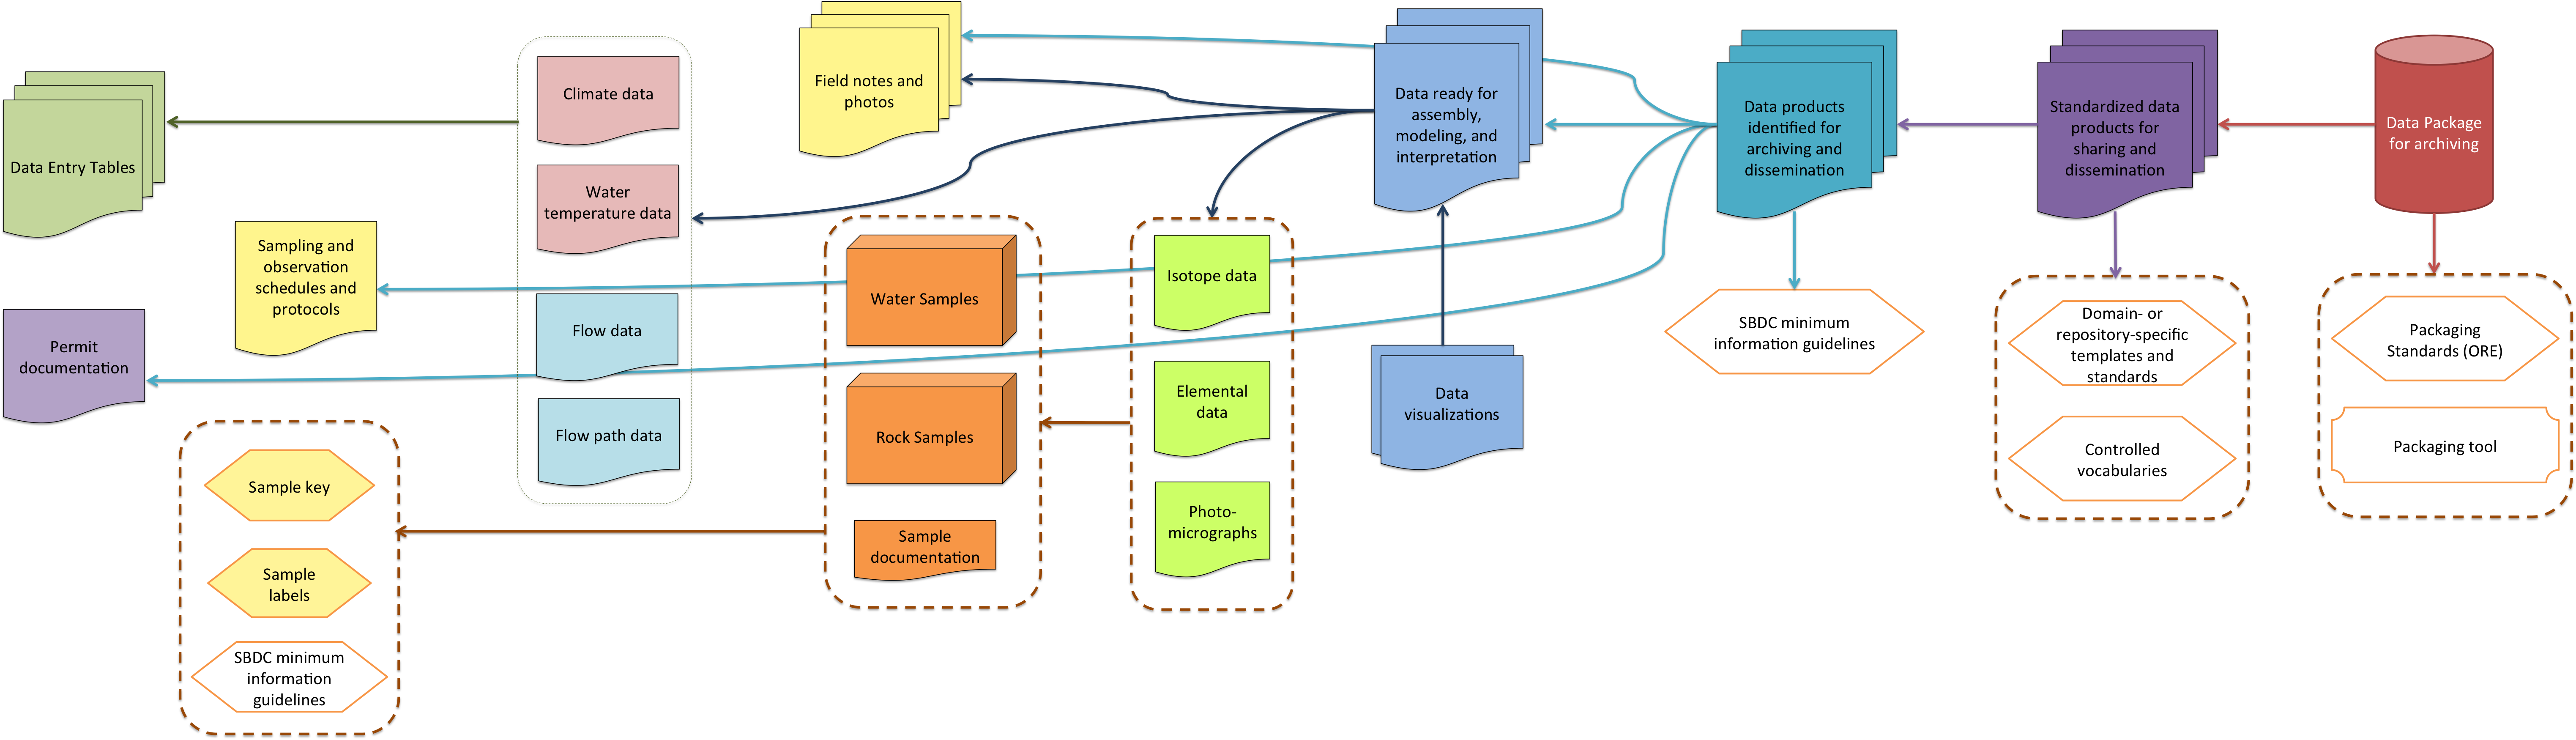 Data Entry Tables
Permit
documentation
Sampling and
observation
schedules and
protocols
Sample key
Sample
labels
SBDC minimum
information
guidelines
Climate data
Water
temperature data
Flow data
Flow path data
Field notes and
photos
Water Samples
Rock Samples
Sample
documentation
Isotope data
Elemental
data
Photo-
micrographs
Data ready for
assembly,
modeling, and
interpretation
Data
visualizations
Data products
identified for
archiving and
dissemination
SBDC minimum
information guidelines
Standardized data
products for
sharing and
dissemination
Domain- or
repository-specific
templates and
standards
Controlled
vocabularies
Data Package
for archiving
Packaging
Standards (ORE)
Packaging tool